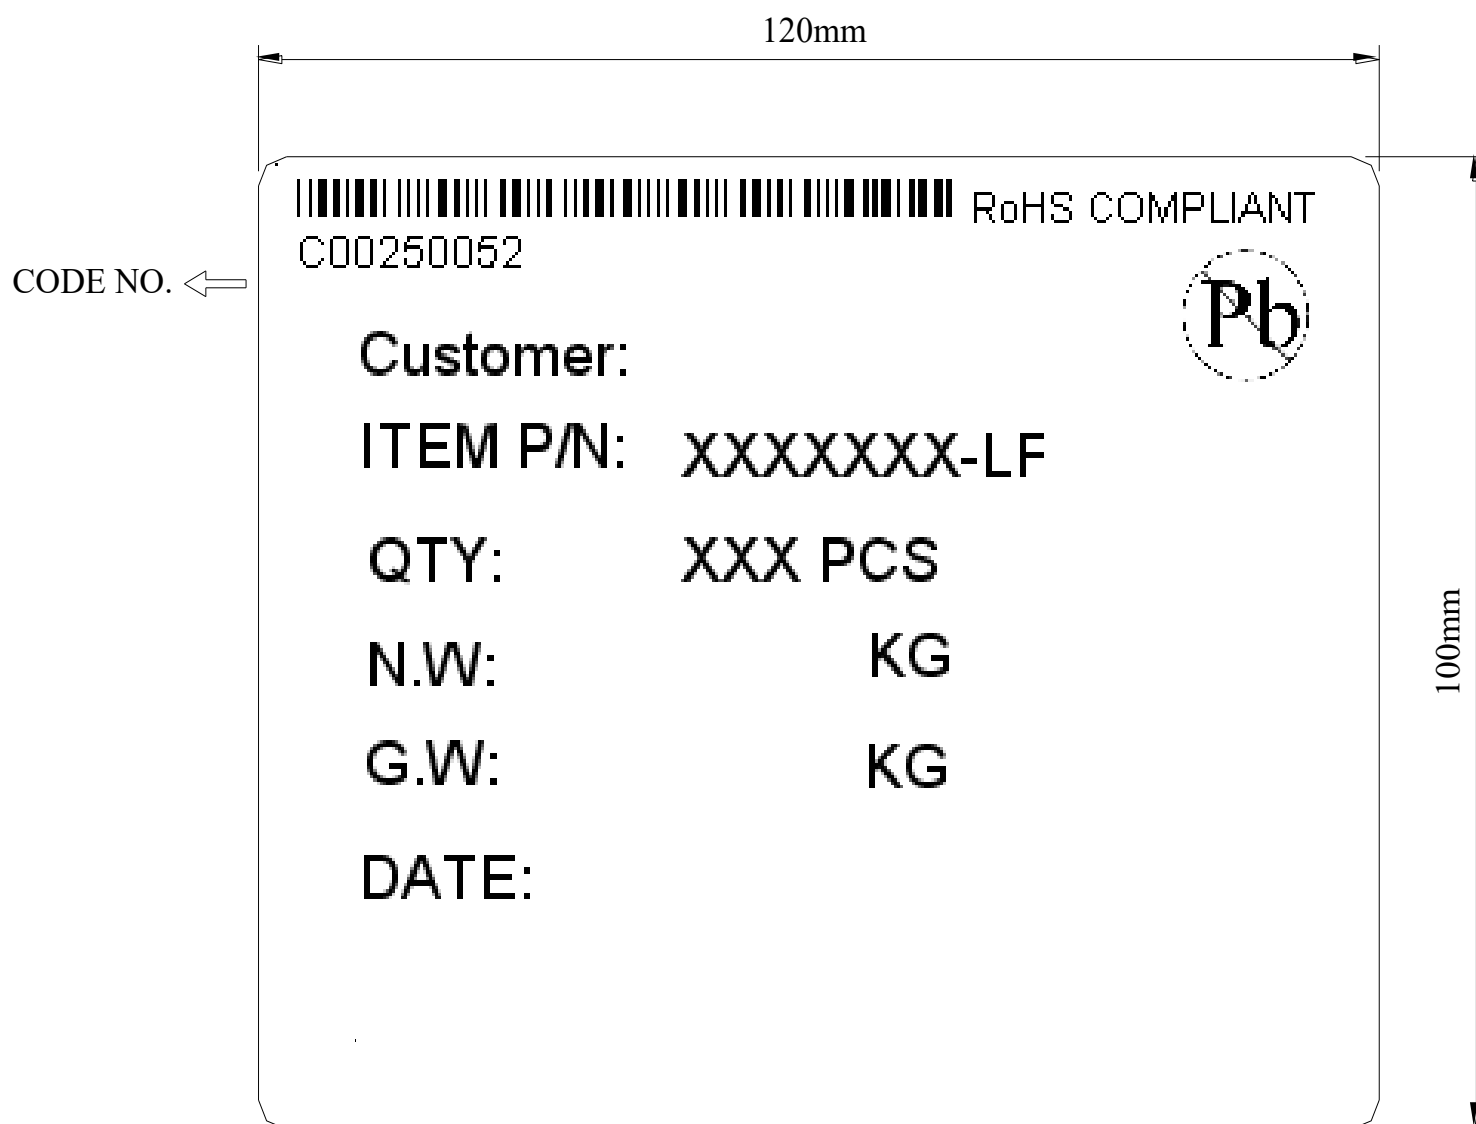 120mm
RoHS COMPLIANT
C00250052
CODE NO.
Pb
Customer:
ITEM P/N: XXXXXXX-LF
QTY: XXX PCS
N.W: KG
G.W: KG
DATE:
100mm